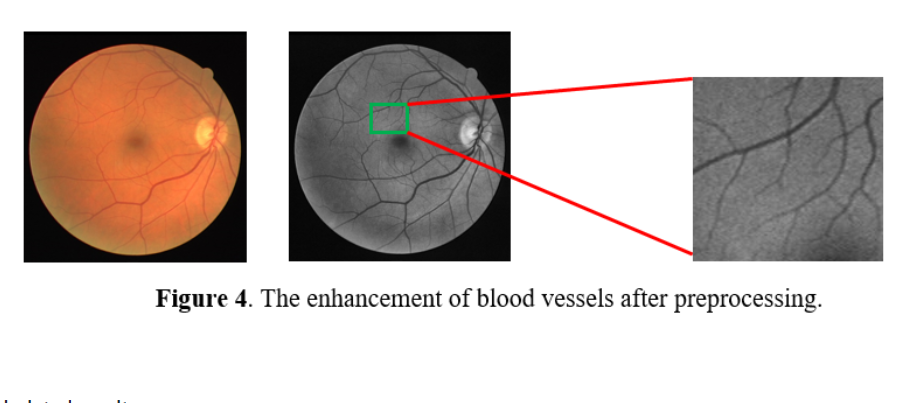 Figure 4. The enhancement of blood vessels after preprocessing.